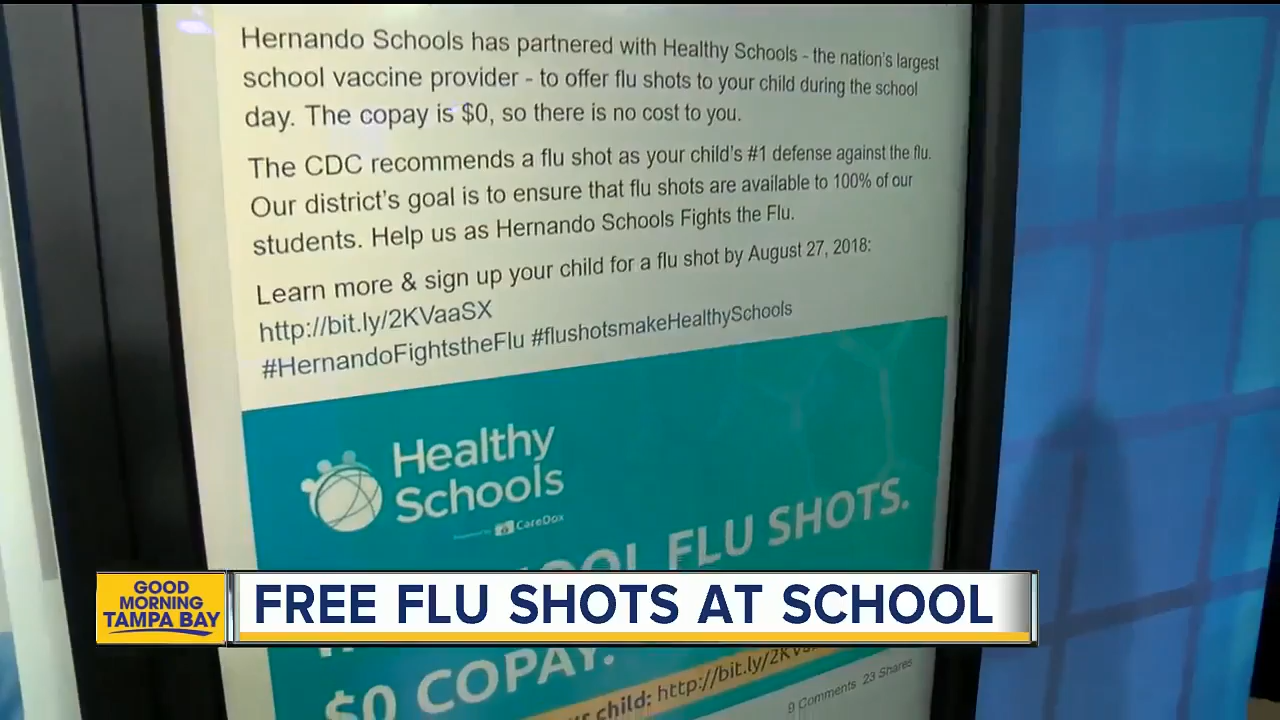 Hernando Schools has partnered with Healthy Schools - the nation's largest
school vaccine provider - to offer flu shots to your child during the school
day. The copay is $0, so there is no cost to you.
The CDC recommends a flu shot as your child's #1 defense against the flu.
Our district's goal is to ensure that flu shots are available to 100% of our
students. Help us as Hernando Schools Fights the Flu.
Learn more & sign up your child for a flu shot by August 27, 2018:
http://bit.ly/2KVaaSX
#HernandoFightstheFlu #flushotsmakeHealthySchools
Healthy
Schools
CareDox
FLU SHOTS.
GOOD
MORNING
TAMPA BAY
FREE FLU SHOTS AT SCHOOL
$0 COPAY.
child: http://bit.ly/2KV
9 Comments 23 Shares